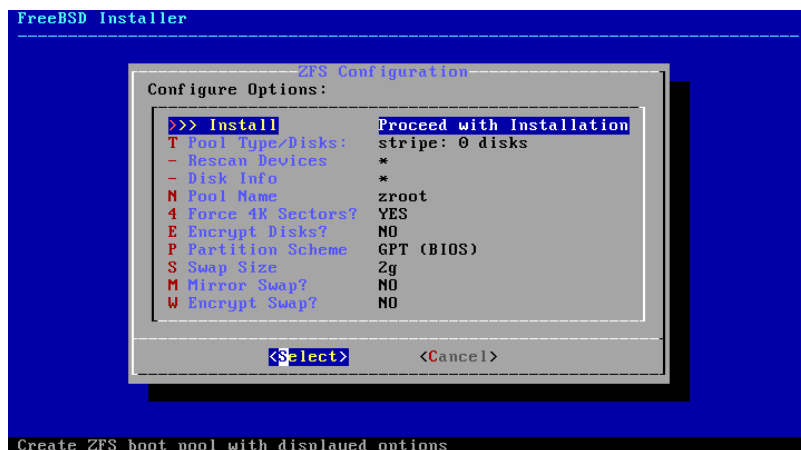 FreeBSD Installer
ZFS Configuration
Configure Options:
>>> Install Proceed with Installation
T Pool Type/Disks: stripe: 0 disks
- Rescan Devices *
- Disk Info *
N Pool Name zroot
4 Force 4K Sectors? YES
E Encrypt Disks? NO
P Partition Scheme GPT (BIOS)
S Swap Size 2g
M Mirror Swap? NO
W Encrypt Swap? NO
<Select> <Cancel>
Create ZFS boot pool with displayed options